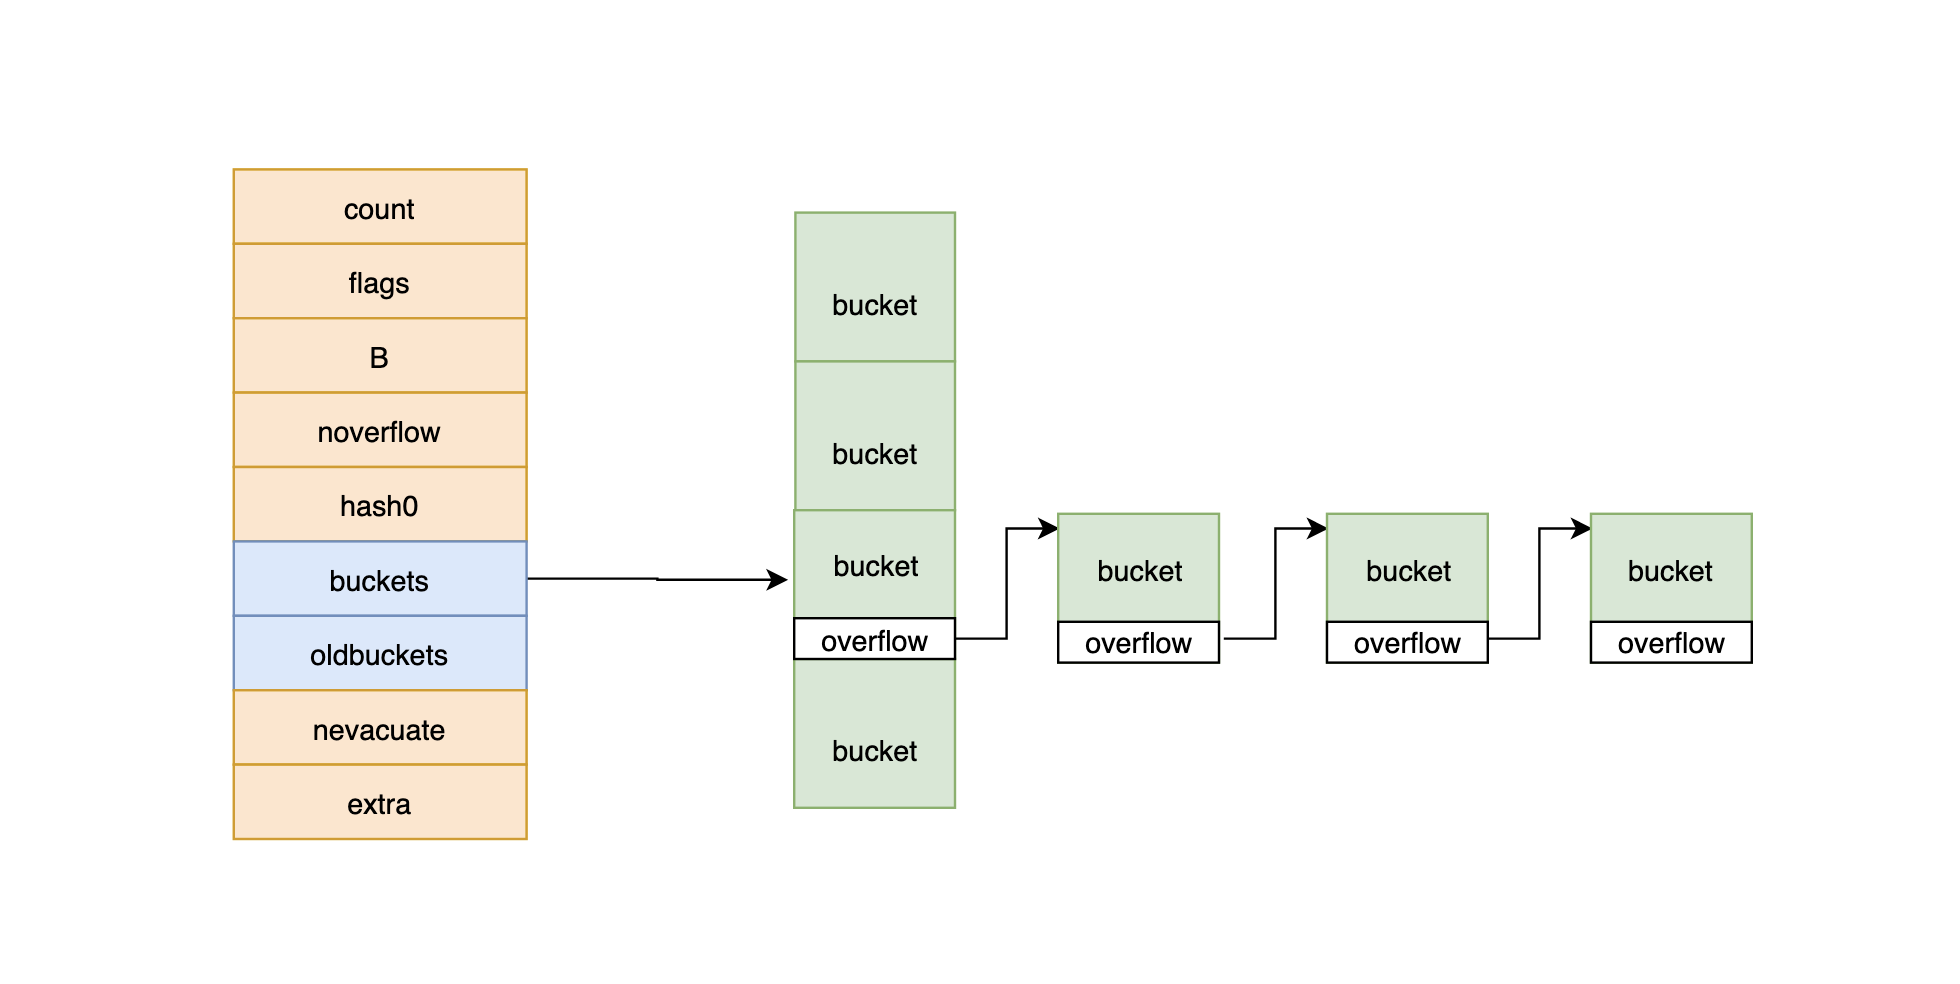 count
flags
B
noverflow
hash0
buckets
oldbuckets
nevacuate
extra
bucket
bucket
bucket
overflow
bucket
bucket
overflow
bucket
overflow
bucket
overflow